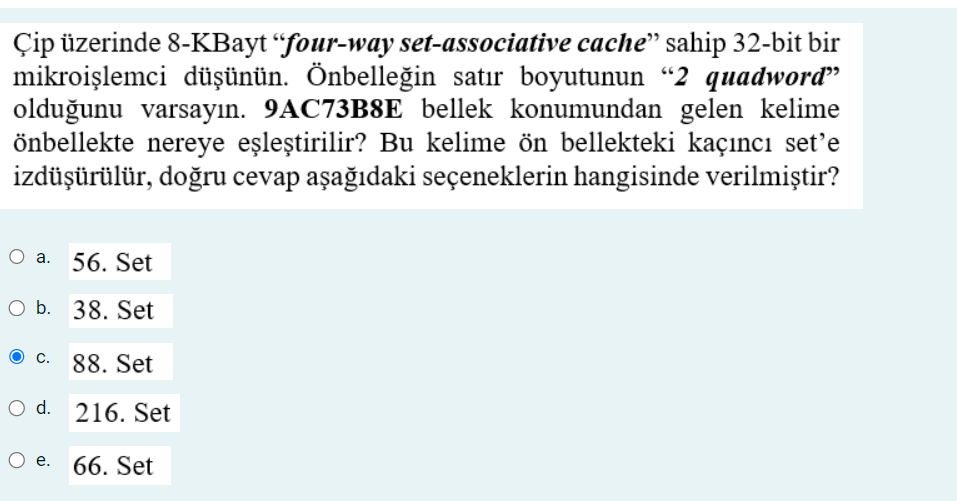 Çip üzerinde 8-KBayt “four-way set-associative cache” sahip 32-bit bir
mikroişlemci düşünün. Önbelleğin satır boyutunun “2 quadword”
olduğunu varsayın. 9AC73B8E bellek konumundan gelen kelime
önbellekte nereye eşleştirilir? Bu kelime ön bellekteki kaçıncı set’e
izdüşürülür, doğru cevap aşağıdaki seçeneklerin hangisinde verilmiştir?
a. 56. Set
b. 38. Set
c. 88. Set
d. 216. Set
e. 66. Set